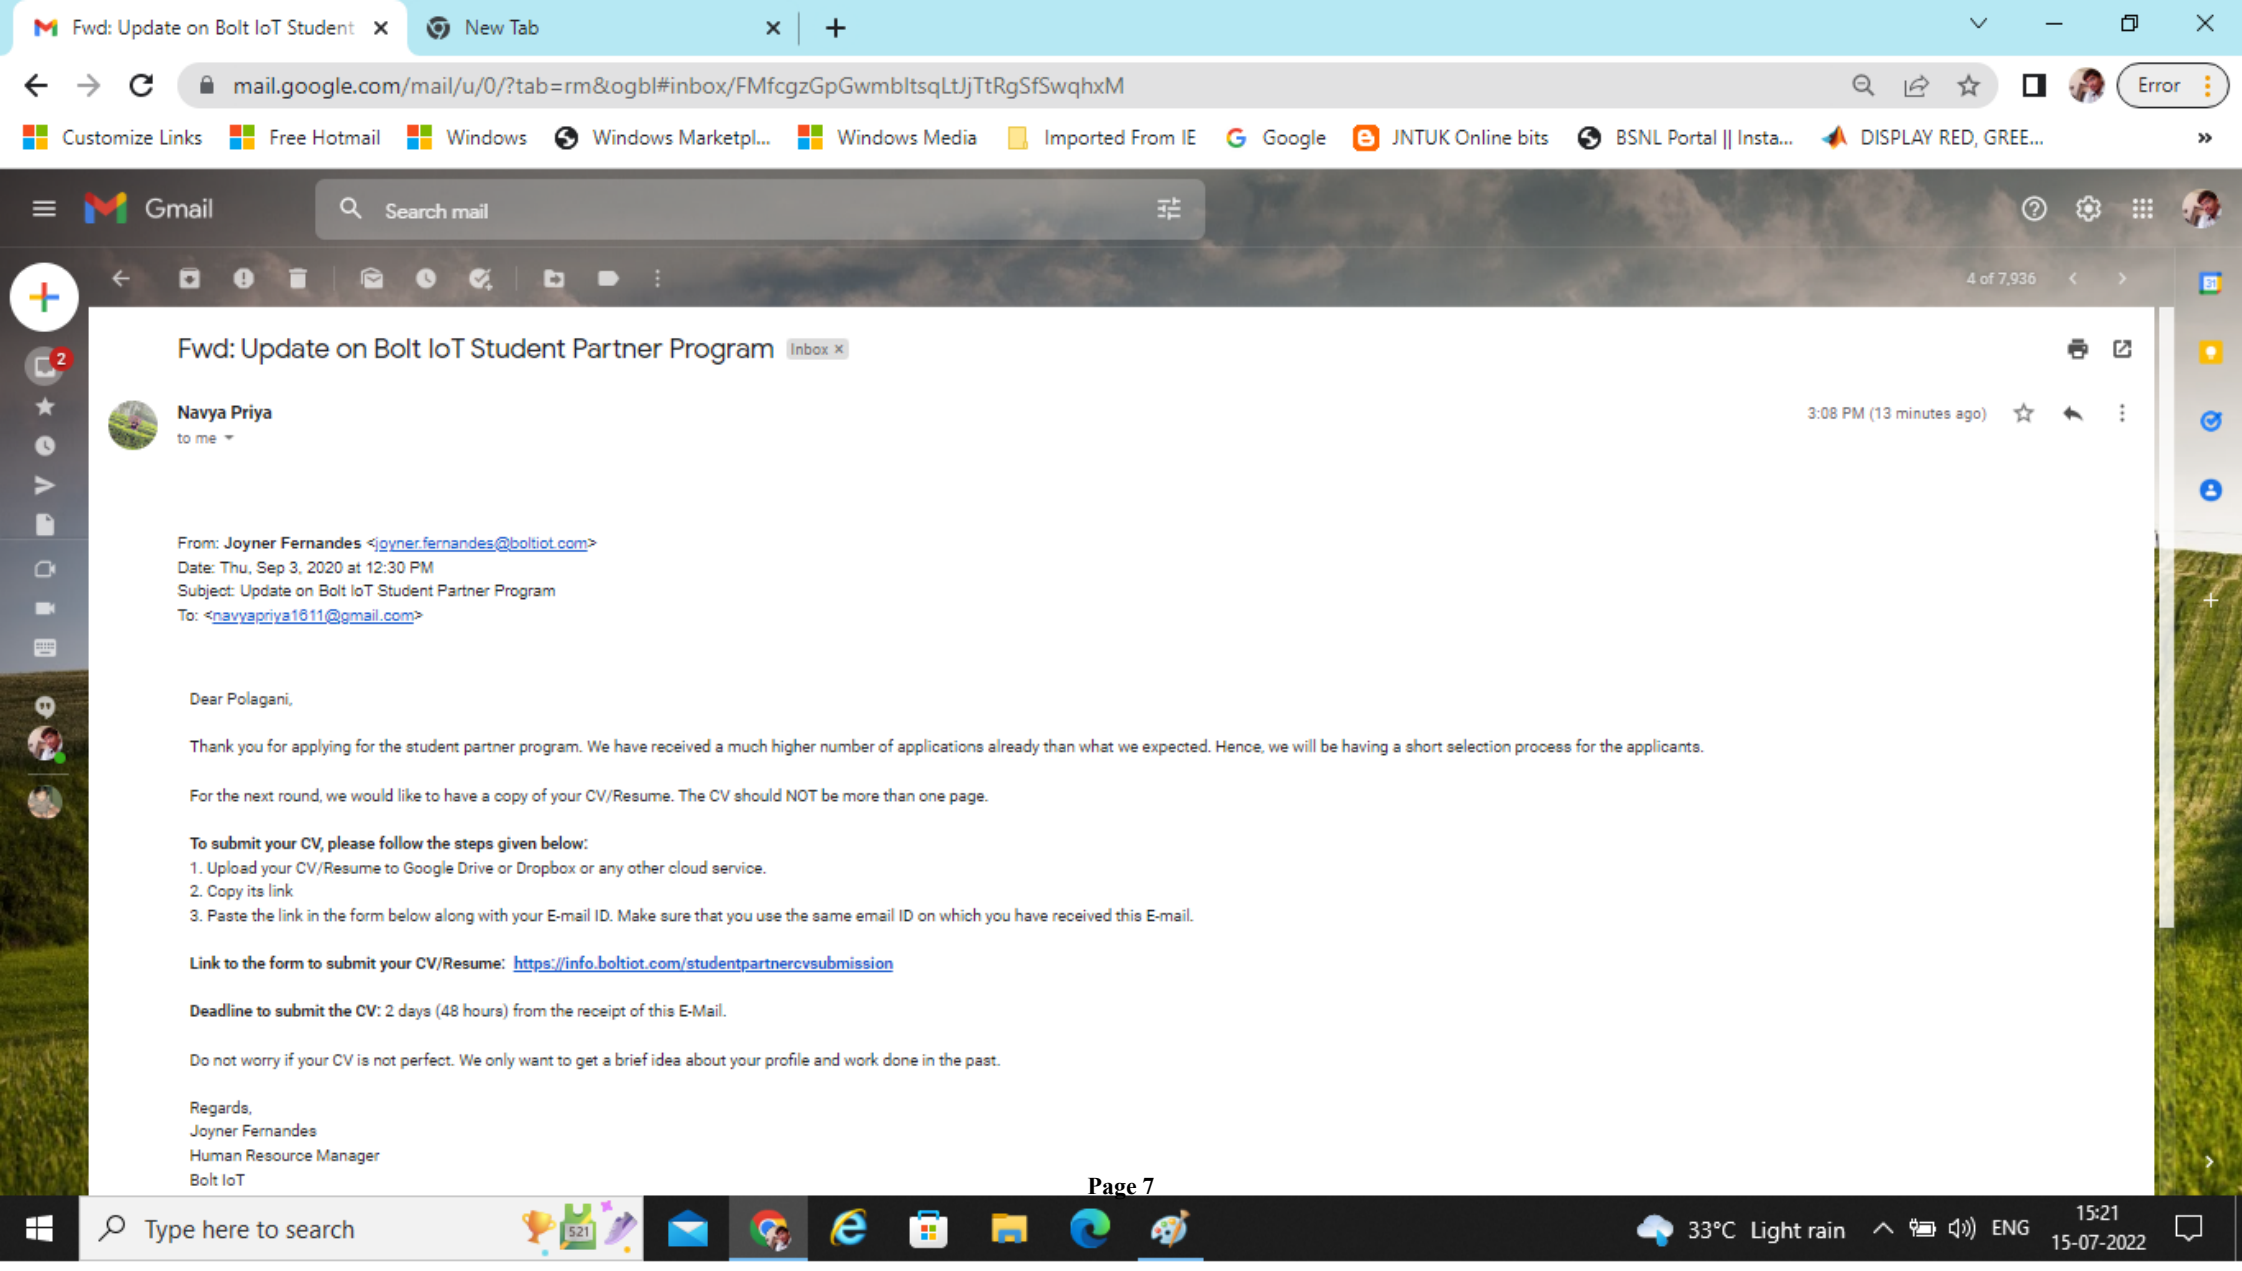 Fwd: Update on Bolt IoT Student
New Tab
mail.google.com/mail/u/0/?tab=rm&ogbl#inbox/FMfcgzGpGwmbItsqLtJjTtRgSfSwqhxM
Error
Customize Links
Free Hotmail
Windows
Windows Marketpl...
Windows Media
Imported From IE
Google
JNTUK Online bits
BSNL Portal || Insta...
DISPLAY RED, GREE...
Gmail
Search mail
4 of 7,936
31
2
Fwd: Update on Bolt IoT Student Partner Program
Inbox ×
Navya Priya
3:08 PM (13 minutes ago)
to me
From: Joyner Fernandes <joyner.fernandes@boltiot.com>
Date: Thu, Sep 3, 2020 at 12:30 PM
Subject: Update on Bolt IoT Student Partner Program
To: <navyapriya1611@gmail.com>
Dear Polagani,
Thank you for applying for the student partner program. We have received a much higher number of applications already than what we expected. Hence, we will be having a short selection process for the applicants.
For the next round, we would like to have a copy of your CV/Resume. The CV should NOT be more than one page.
To submit your CV, please follow the steps given below:
1. Upload your CV/Resume to Google Drive or Dropbox or any other cloud service.
2. Copy its link
3. Paste the link in the form below along with your E-mail ID. Make sure that you use the same email ID on which you have received this E-mail.
Link to the form to submit your CV/Resume: https://info.boltiot.com/studentpartnercvsubmission
Deadline to submit the CV: 2 days (48 hours) from the receipt of this E-Mail.
Do not worry if your CV is not perfect. We only want to get a brief idea about your profile and work done in the past.
Regards,
Joyner Fernandes
Human Resource Manager
Bolt IoT
Page 7
Type here to search
521
33°C Light rain
ENG
15:21
15-07-2022